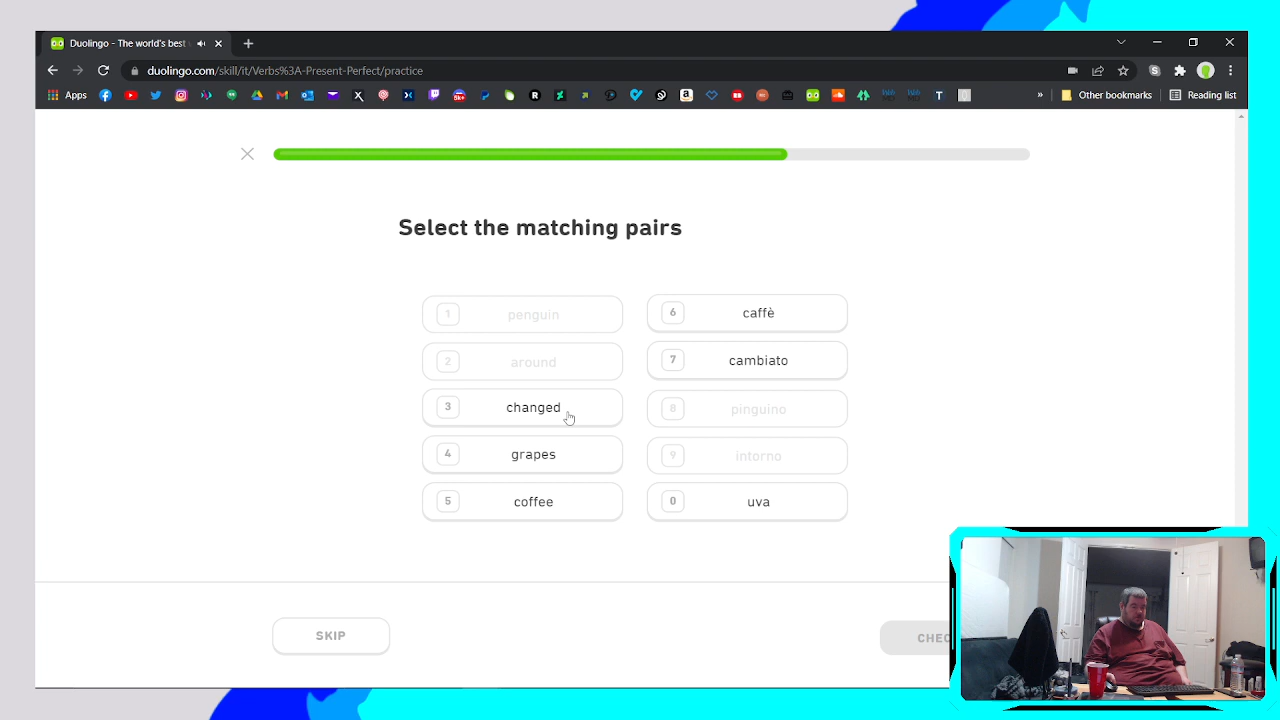 Duolingo - The world's best
duolingo.com/skill/it/Verbs%3A-Present-Perfect/practice
Apps
Other bookmarks
Reading list
Select the matching pairs
1 penguin
6 caffè
2 around
7 cambiato
3 changed
8 pinguino
4 grapes
9 intorno
5 coffee
0 uva
SKIP
CHEC